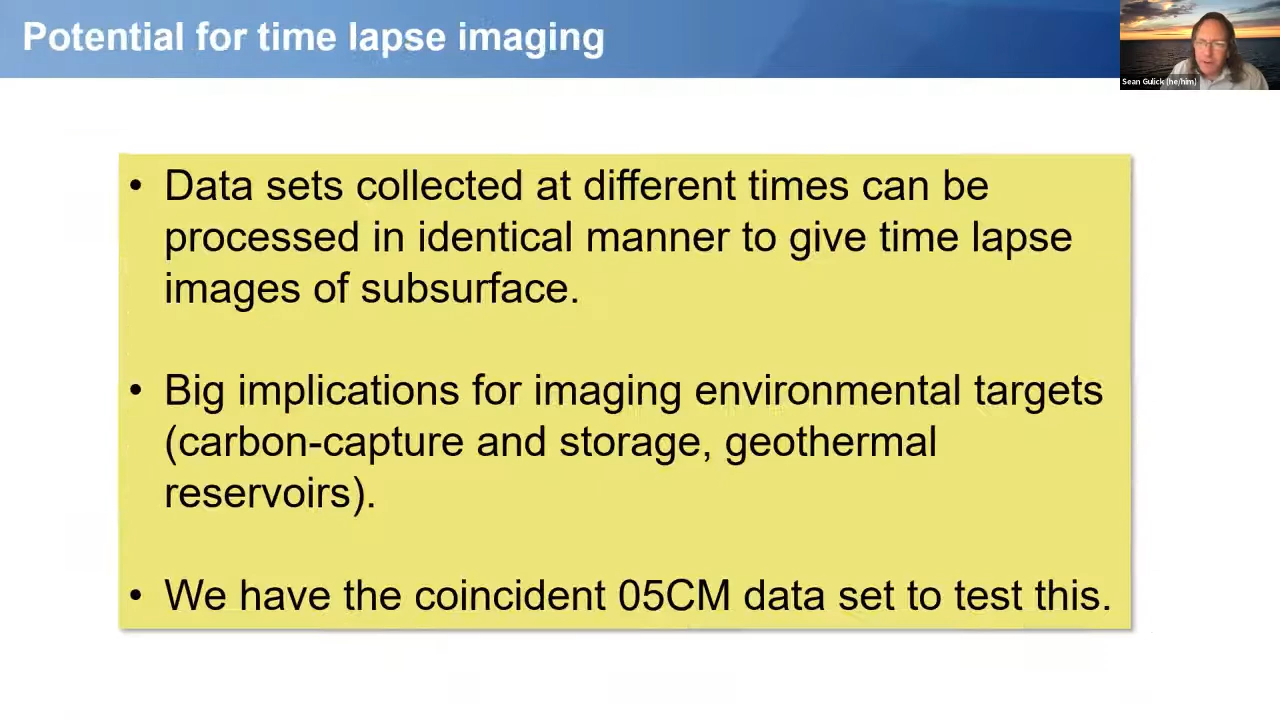 Potential for time lapse imaging
Sean Gulick (he/him)
• Data sets collected at different times can be
processed in identical manner to give time lapse
images of subsurface.
• Big implications for imaging environmental targets
(carbon-capture and storage, geothermal
reservoirs).
• We have the coincident 05CM data set to test this.